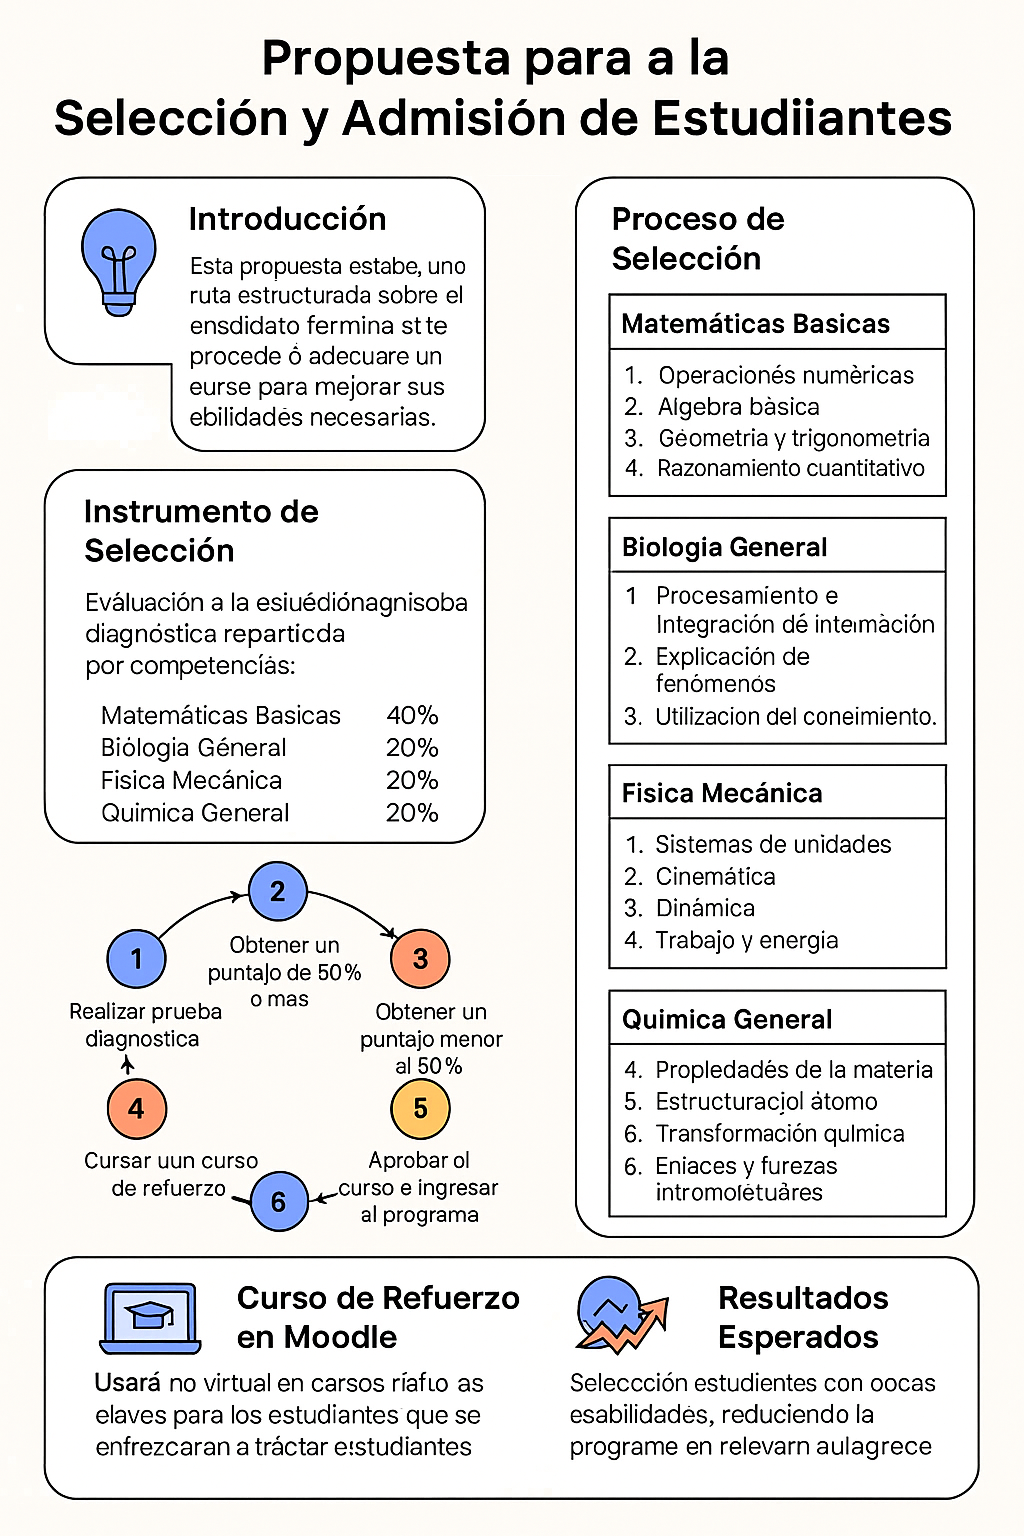 Propuesta para a la
Selección y Admisión de Estudiiantes
Introducción
Esta propuesta estabe, uno
ruta estructurada sobre el
ensdidato fermina st te
procede ó adecuare un
eurse para mejorar sus
ebilidadés necesarias.
Instrumento de
Selección
Eváluación a la esiuédiónagnisoba
diagnóstica reparticda
por competencíás:
Matemáticas Basicas 40%
Biólogia Géneral 20%
Fisica Mecánica 20%
Quimica General 20%
1
Realizar prueba
diagnostica
2
Obtener un
puntajo de 50%
o mas
3
Obtener un
puntajo menor
al 50%
4
Cursar uun curso
de refuerzo
5
Aprobar ol
curso e ingresar
al programa
6
Proceso de
Selección
Matemáticas Basicas
1. Operacionés numèricas
2. Algebra bàsica
3. Géometria y trigonometria
4. Razonamiento cuantitativo
Biologia General
1 Procesamíento e
Integración dé inteımàción
2. Explicación de
fenómenós
3. Utilizacion del coneimiento.
Fisica Mecánica
1. Sistemas de unidades
2. Cinemática
3. Dinámica
4. Trabajo y energia
Quimica General
4. Propledadés de la materia
5. Estructuracjol átomo
6. Transformación qulmica
6. Eniaces y furezas
intromoľetuàres
Curso de Refuerzo
en Moodle
Usará no virtual en carsos ríaflo as
elaves para los estudiantes que se
enfrezcaran a tráctar eıstudiantes
Resultados
Esperados
Seleccción estudientes con oocas
esabilidadés, reduciendo la
programe en relevarn aulagrece